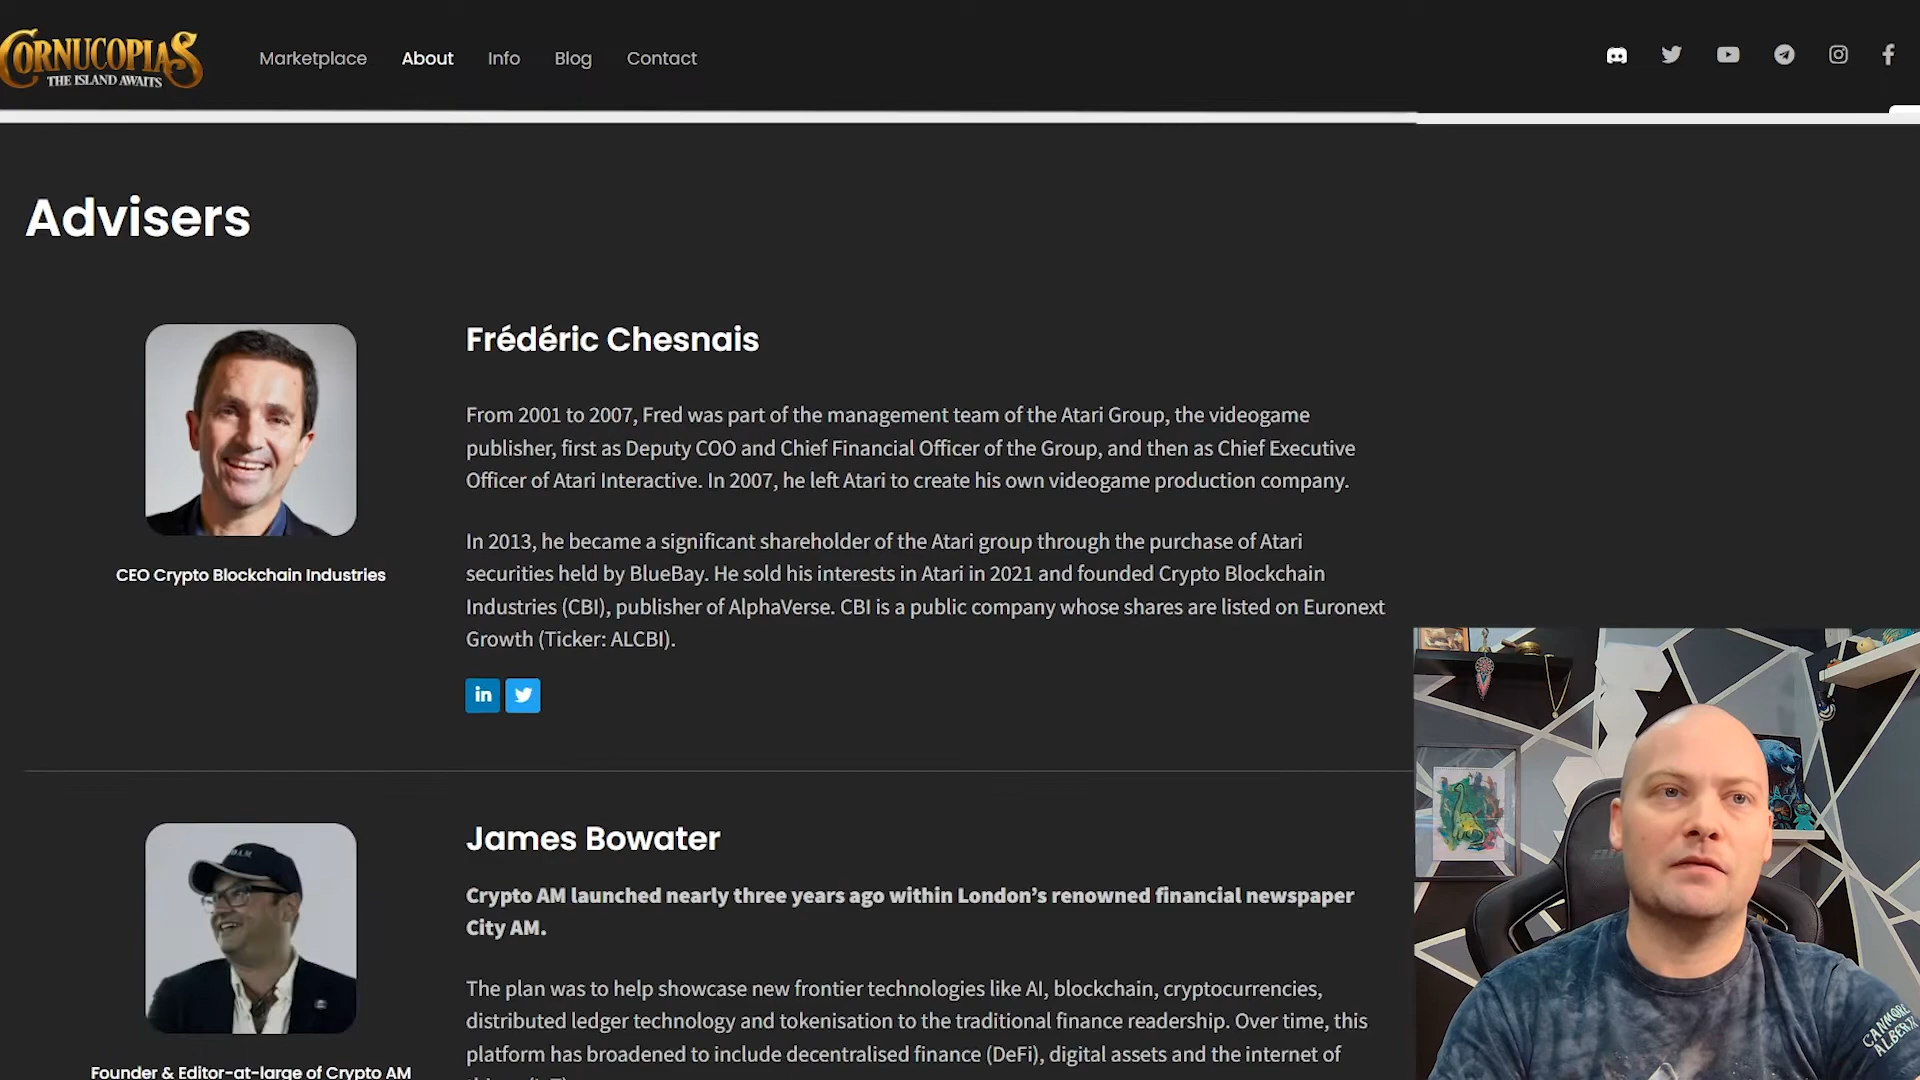 CORNUCOPIAS
THE ISLAND AWAITS
Marketplace About Info Blog Contact
Advisers
Frédéric Chesnais
From 2001 to 2007, Fred was part of the management team of the Atari Group, the videogame
publisher, first as Deputy COO and Chief Financial Officer of the Group, and then as Chief Executive
Officer of Atari Interactive. In 2007, he left Atari to create his own videogame production company.
CEO Crypto Blockchain Industries
In 2013, he became a significant shareholder of the Atari group through the purchase of Atari
securities held by BlueBay. He sold his interests in Atari in 2021 and founded Crypto Blockchain
Industries (CBI), publisher of AlphaVerse. CBI is a public company whose shares are listed on Euronext
Growth (Ticker: ALCBI).
in
James Bowater
Crypto AM launched nearly three years ago within London’s renowned financial newspaper
City AM.
The plan was to help showcase new frontier technologies like AI, blockchain, cryptocurrencies,
distributed ledger technology and tokenisation to the traditional finance readership. Over time, this
platform has broadened to include decentralised finance (DeFi), digital assets and the internet of
Founder & Editor-at-large of Crypto AM
CANMORE
ALBERTA